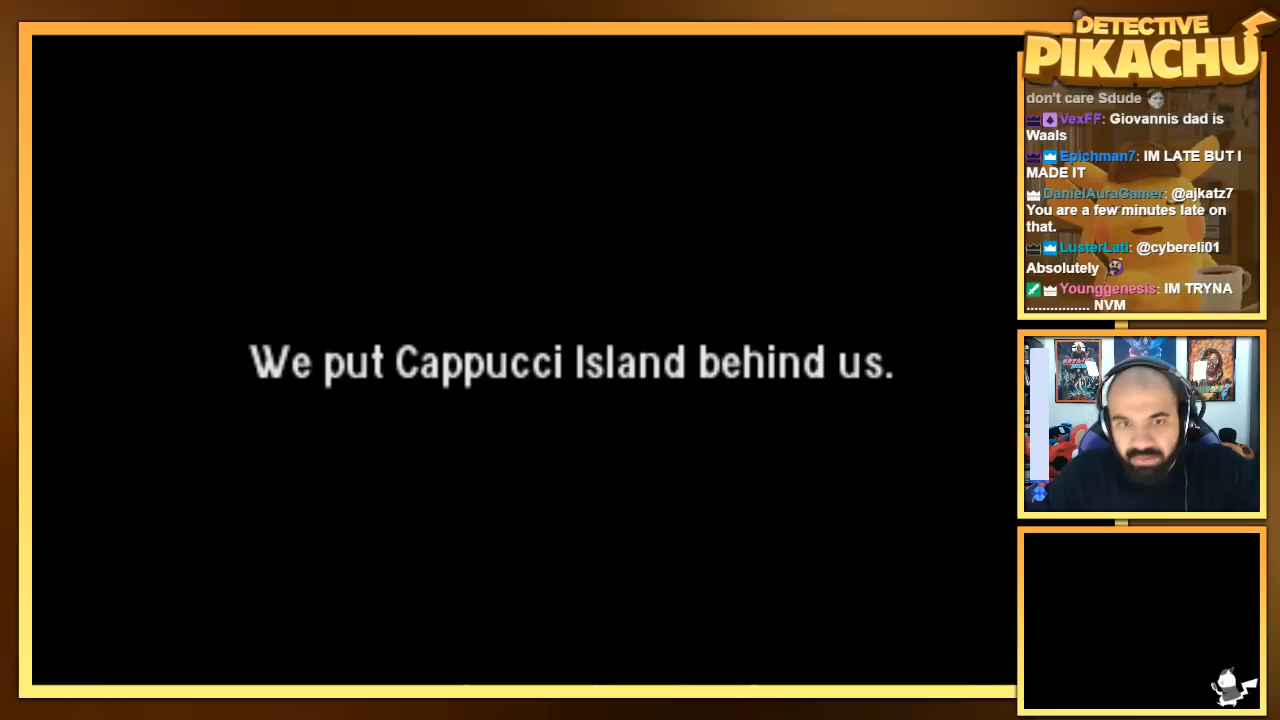 DETECTIVE
PIKACHU
don't care Sdude
VexFF: Giovannis dad is
Waals
Epichman7: IM LATE BUT I
MADE IT
DanielAuraGamer: @ajkatz7
You are a few minutes late on
that.
LusterLati: @cybereli01
Absolutely
Younggenesis: IM TRYNA
................ NVM
We put Cappucci Island behind us.